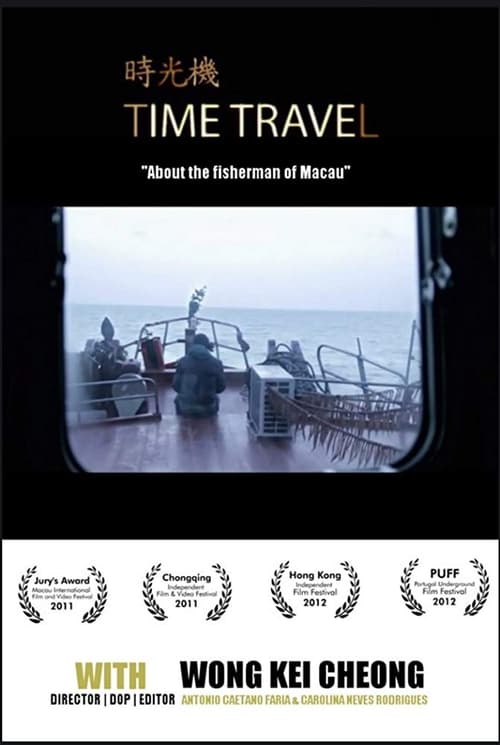 時光機
TIME TRAVEL
"About the fisherman of Macau"
Jury's Award
Macau International
Film and Video Festival
2011
Chongqing
Independent
Film & Video Festival
2011
Hong Kong
Independent
Film Festival
2012
PUFF
Portugal Underground
Film Festival
2012
WITH WONG KEI CHEONG
DIRECTOR | DOP | EDITOR ANTONIO CAETANO FARIA & CAROLINA NEVES RODRIGUES